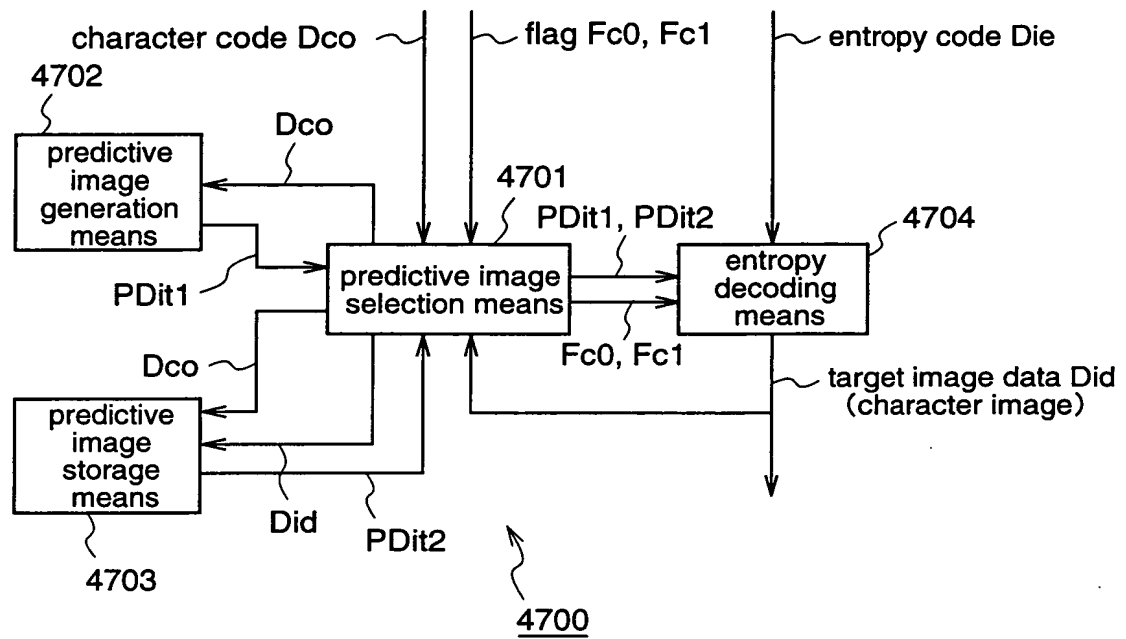 character code Dco
flag Fc0, Fc1
entropy code Die
4702
predictive
image
generation
means
Dco
PDit1
4701
predictive image
selection means
PDit1, PDit2
Fc0, Fc1
4704
entropy
decoding
means
Dco
predictive
image
storage
means
4703
Did
PDit2
target image data Did
(character image)
4700